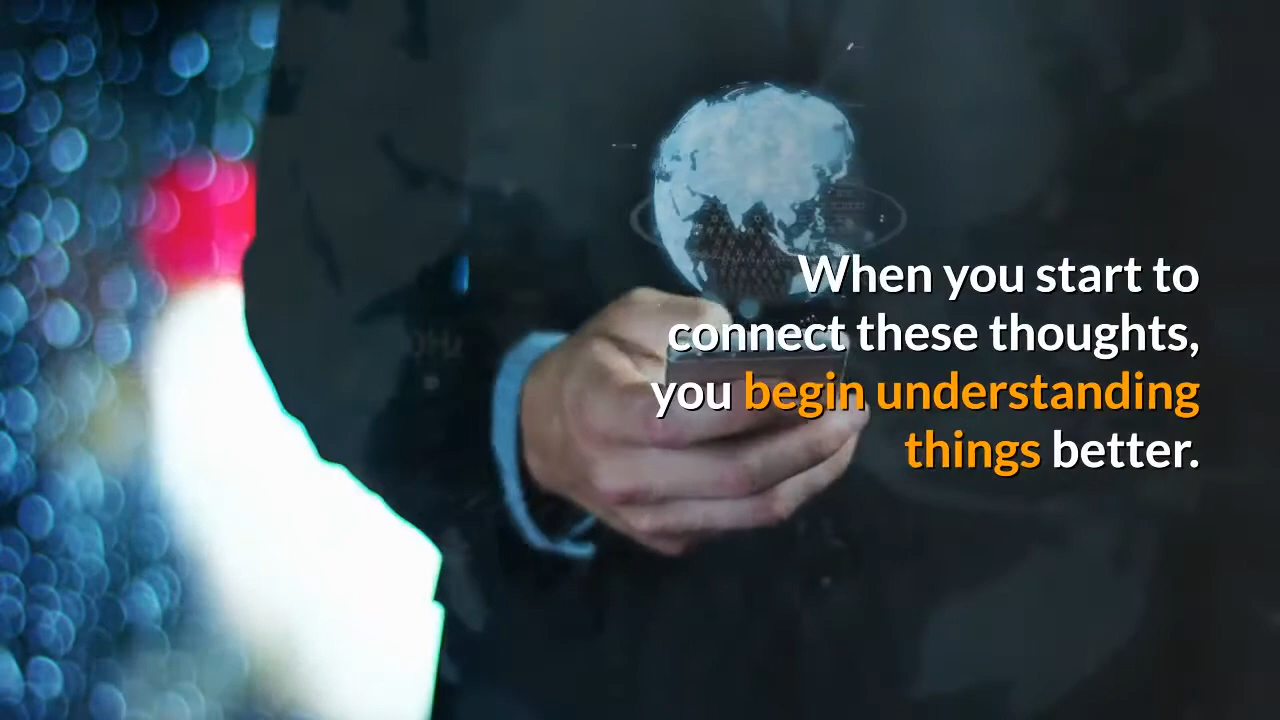 When you start to
connect these thoughts,
you begin understanding
things better.